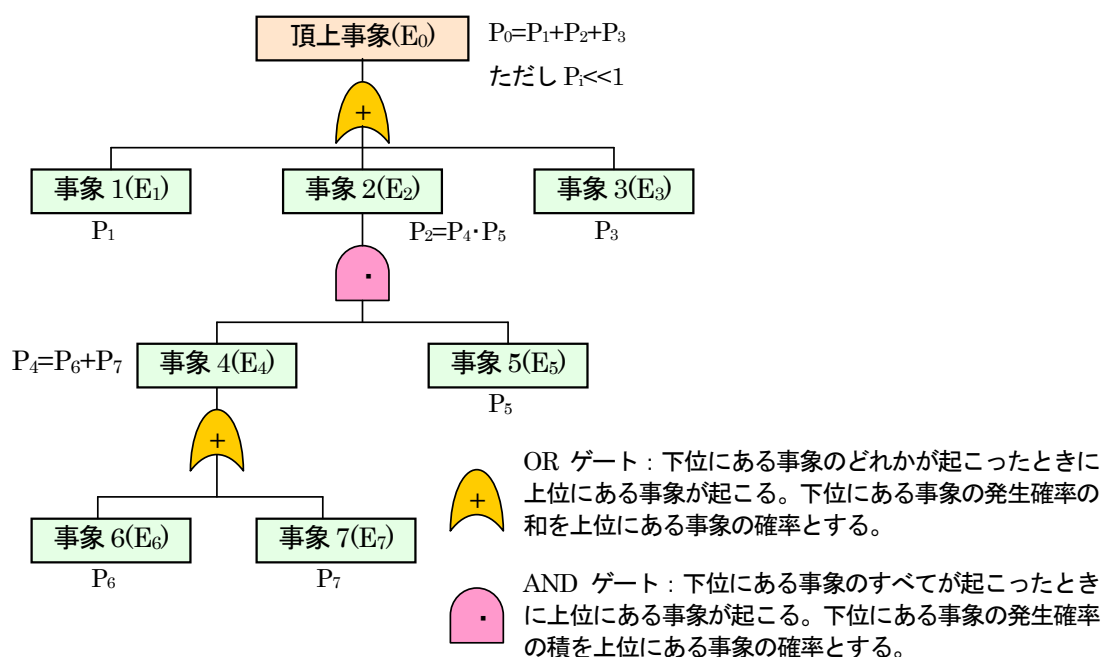 頂上事象(E₀)
P₀=P₁+P₂+P₃
ただし Pᵢ<<1
+
事象 1(E₁)
事象 2(E₂)
事象 3(E₃)
P₁
P₂=P₄·P₅
P₃
·
P₄=P₆+P₇
事象 4(E₄)
事象 5(E₅)
P₅
+
事象 6(E₆)
事象 7(E₇)
P₆
P₇
+
OR ゲート：下位にある事象のどれかが起こったときに
上位にある事象が起こる。下位にある事象の発生確率の
和を上位にある事象の確率とする。
·
AND ゲート：下位にある事象のすべてが起こったとき
に上位にある事象が起こる。下位にある事象の発生確率
の積を上位にある事象の確率とする。